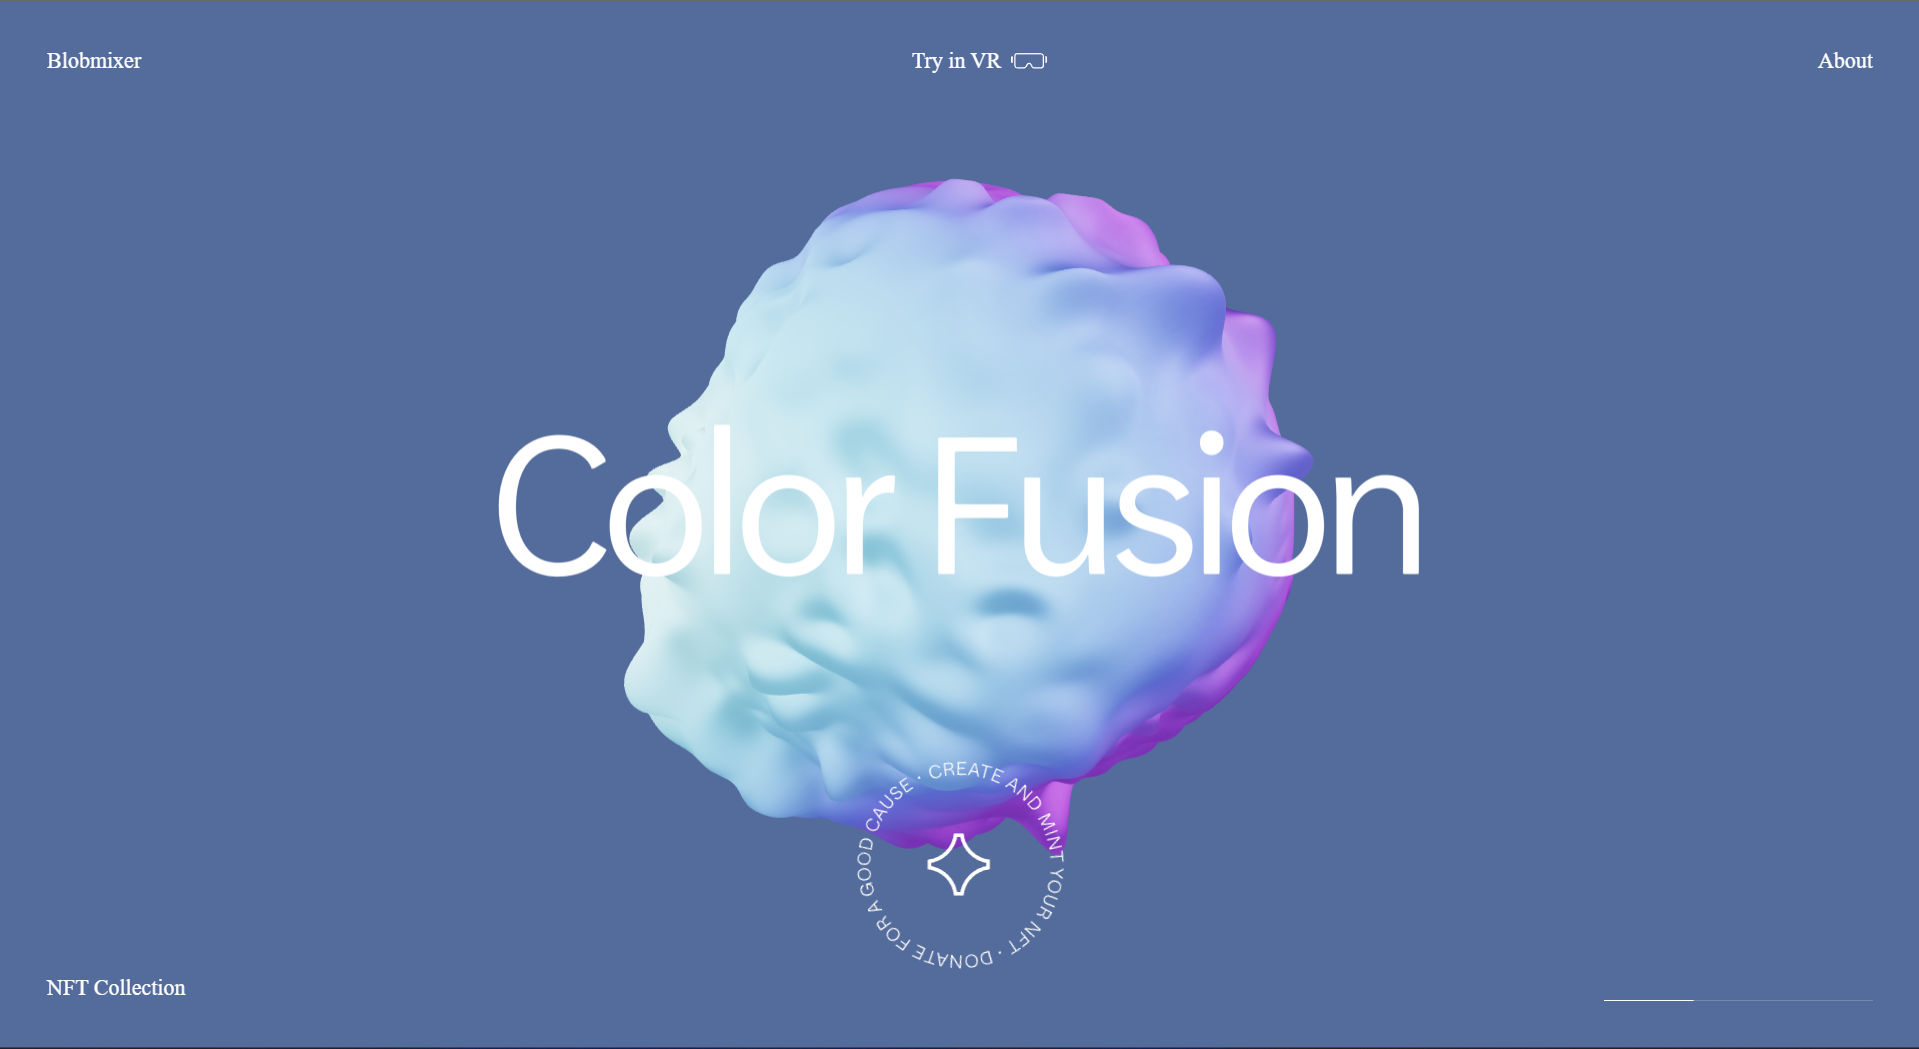 Blobmixer
Try in VR
About
Color Fusion
CREATE AND MINT YOUR NFT · DONATE FOR A GOOD CAUSE ·
NFT Collection